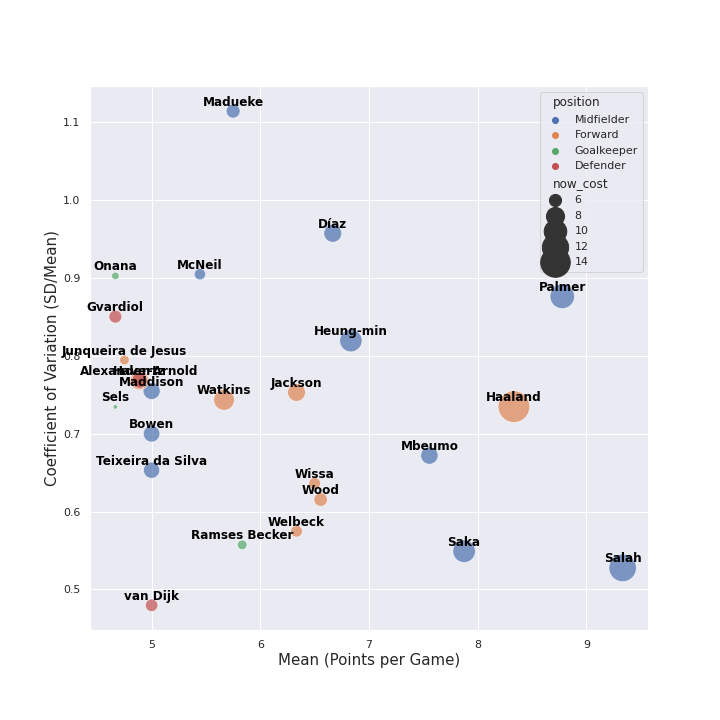 Madueke
position
Midfielder
Forward
Goalkeeper
Defender
now_cost
6
8
10
12
14
1.1
1.0
0.9
0.8
0.7
0.6
0.5
Coefficient of Variation (SD/Mean)
Díaz
Onana
McNeil
Palmer
Gvardiol
Heung-min
Junqueira de Jesus
Alexander-Arnold
Havertz
Maddison
Watkins
Jackson
Haaland
Sels
Bowen
Mbeumo
Teixeira da Silva
Wissa
Wood
Welbeck
Ramses Becker
Saka
Salah
van Dijk
5
6
7
8
9
Mean (Points per Game)